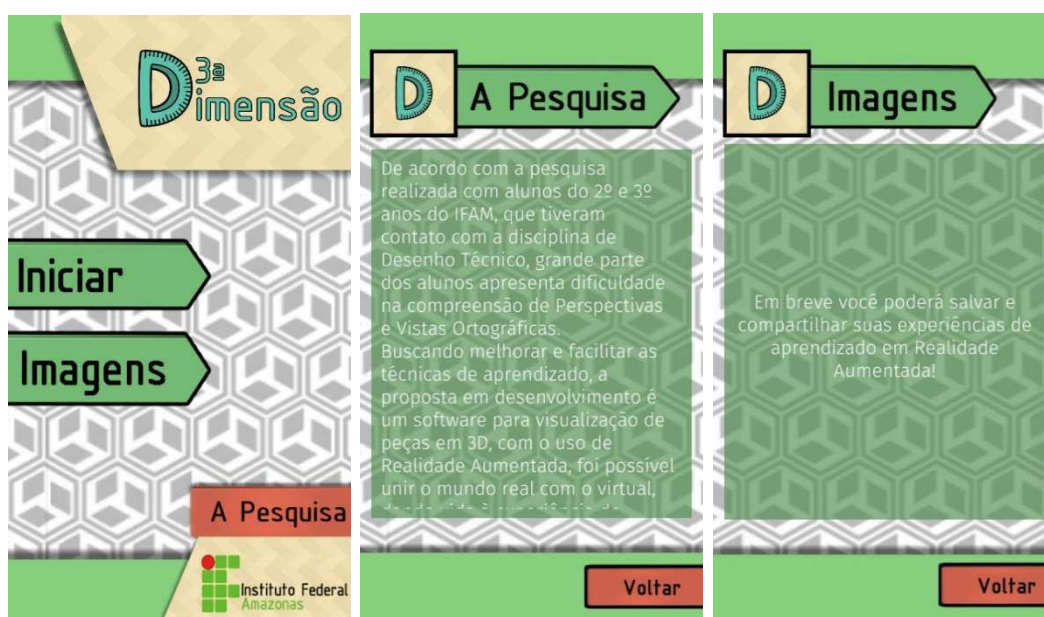 3ª
Dimensão
Iniciar
Imagens
A Pesquisa
Instituto Federal
Amazonas
A Pesquisa
De acordo com a pesquisa
realizada com alunos do 2º e 3º
anos do IFAM, que tiveram
contato com a disciplina de
Desenho Técnico, grande parte
dos alunos apresenta dificuldade
na compreensão de Perspectivas
e Vistas Ortográficas.
Buscando melhorar e facilitar as
técnicas de aprendizado, a
proposta em desenvolvimento é
um software para visualização de
peças em 3D, com o uso de
Realidade Aumentada, foi possível
unir o mundo real com o virtual,
Voltar
D Imagens
Em breve você poderá salvar e
compartilhar suas experiências de
aprendizado em Realidade
Aumentada!
Voltar